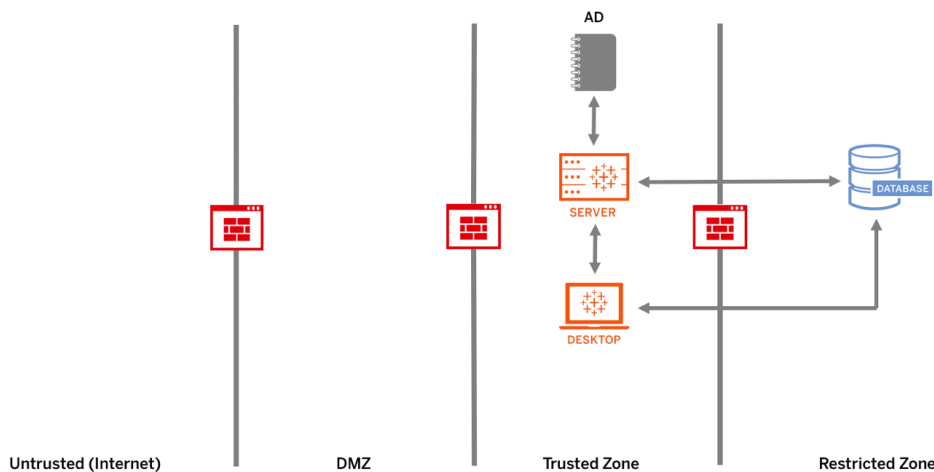 AD
SERVER
DATABASE
DESKTOP
Untrusted (Internet)
DMZ
Trusted Zone
Restricted Zone